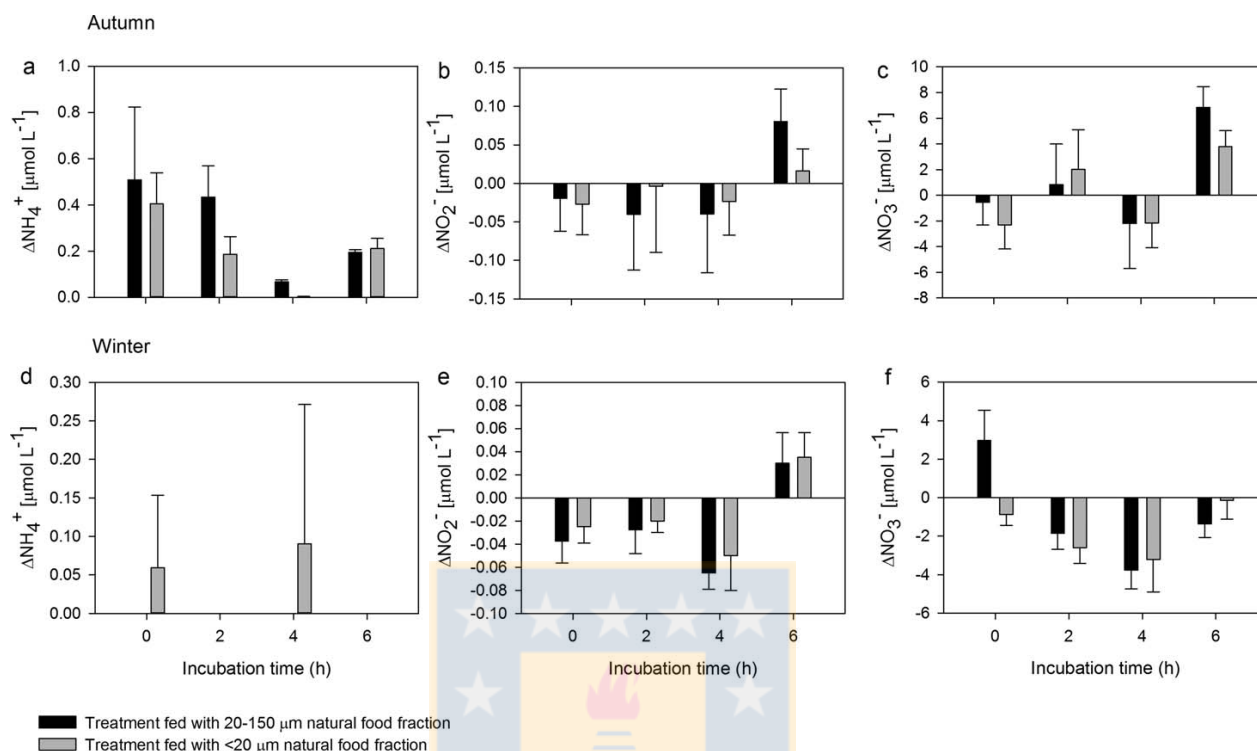 Autumn
a
ΔNH₄⁺ [μmol L⁻¹]
1.0
0.8
0.6
0.4
0.2
0.0
b
ΔNO₂⁻ [μmol L⁻¹]
0.15
0.10
0.05
0.00
-0.05
-0.10
-0.15
c
ΔNO₃⁻ [μmol L⁻¹]
10
8
6
4
2
0
-2
-4
-6
-8
Winter
d
ΔNH₄⁺ [μmol L⁻¹]
0.30
0.25
0.20
0.15
0.10
0.05
0.00
0 2 4 6
Incubation time (h)
e
ΔNO₂⁻ [μmol L⁻¹]
0.10
0.08
0.06
0.04
0.02
0.00
-0.02
-0.04
-0.06
-0.08
-0.10
0 2 4 6
Incubation time (h)
f
ΔNO₃⁻ [μmol L⁻¹]
6
4
2
0
-2
-4
-6
0 2 4 6
Incubation time (h)
Treatment fed with 20-150 μm natural food fraction
Treatment fed with <20 μm natural food fraction